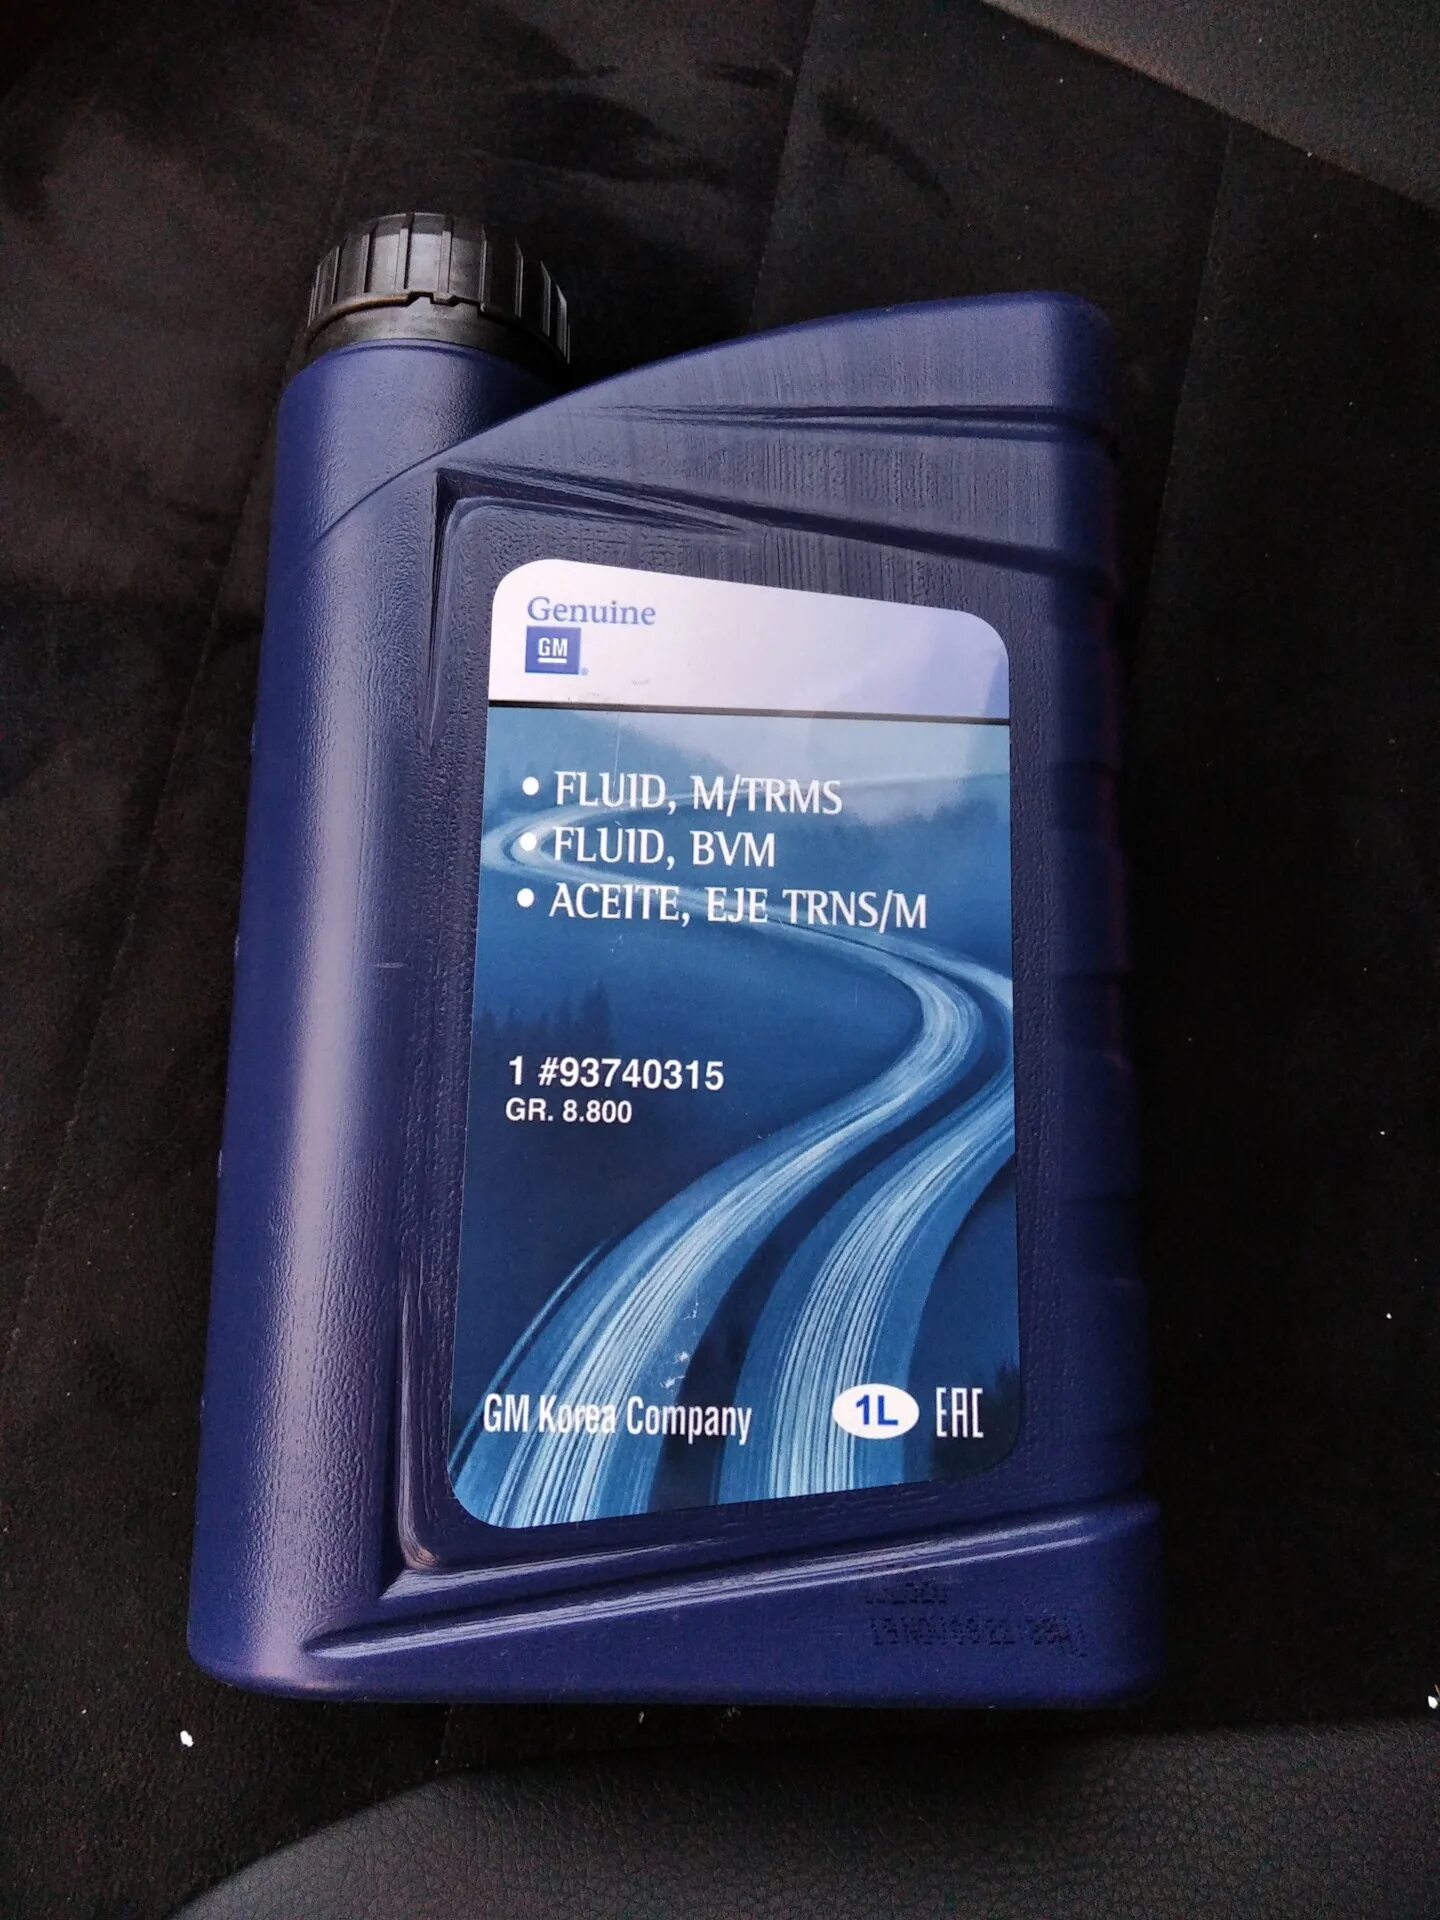 Genuine
GM
• FLUID, M/TRMS
• FLUID, BVM
• ACEITE, EJE TRNS/M
1 #93740315
GR. 8.800
GM Korea Company
1L EAC